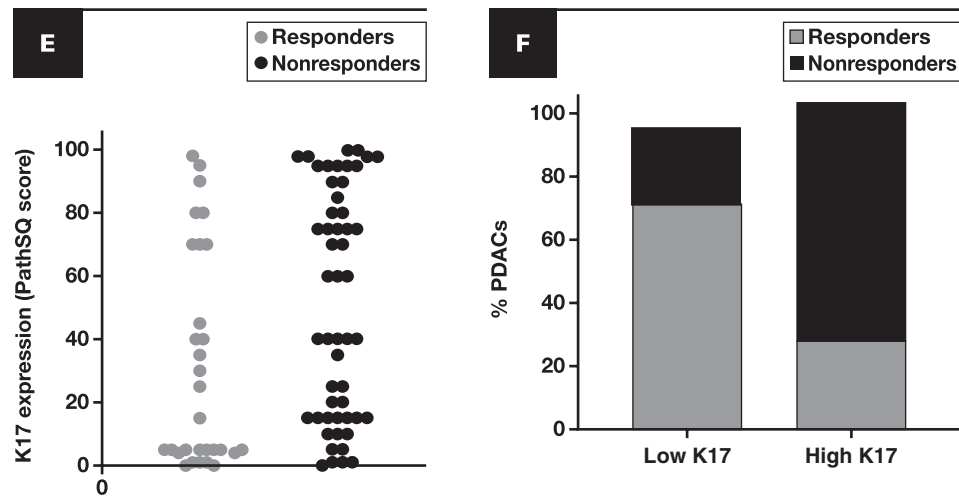 E
Responders
Nonresponders
K17 expression (PathSQ score)
100
80
60
40
20
0
0
F
Responders
Nonresponders
% PDACs
100
80
60
40
20
0
Low K17
High K17